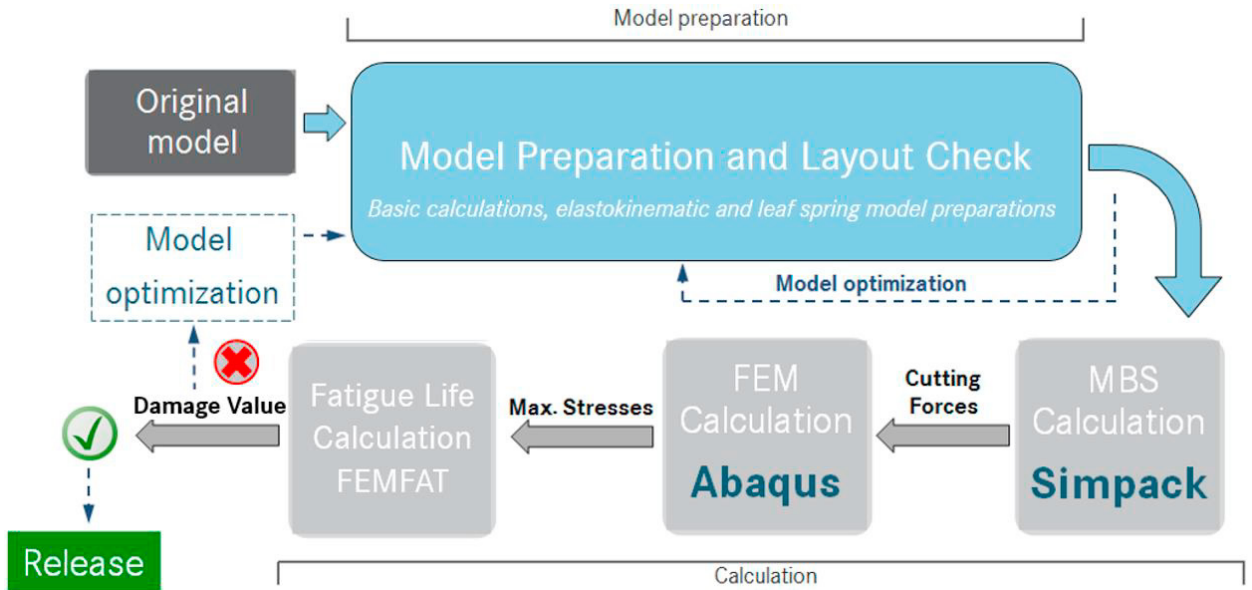 Model preparation
Original
model
Model Preparation and Layout Check
Basic calculations, elastokinematic and leaf spring model preparations
Model
optimization
Model optimization
MBS
Calculation
Simpack
Cutting
Forces
FEM
Calculation
Abaqus
Max. Stresses
Fatigue Life
Calculation
FEMFAT
Damage Value
Release
Calculation